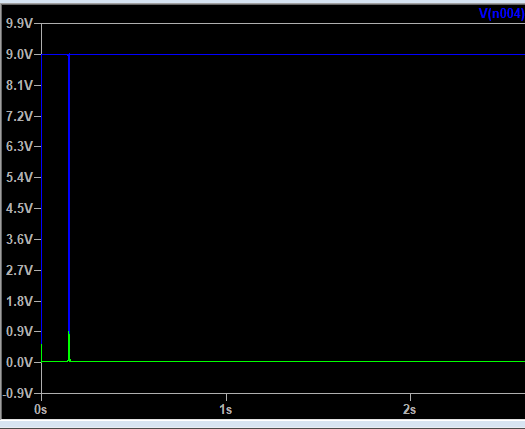 V(n004)
9.9V
9.0V
8.1V
7.2V
6.3V
5.4V
4.5V
3.6V
2.7V
1.8V
0.9V
0.0V
-0.9V
0s 1s 2s